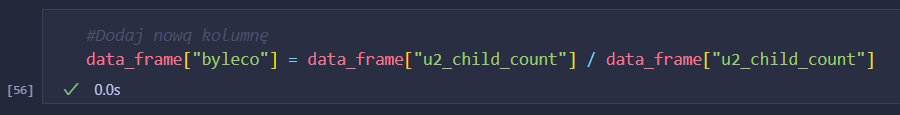 #Dodaj nową kolumnę
data_frame["byleco"] = data_frame["u2_child_count"] / data_frame["u2_child_count"]
[56] 0.0s